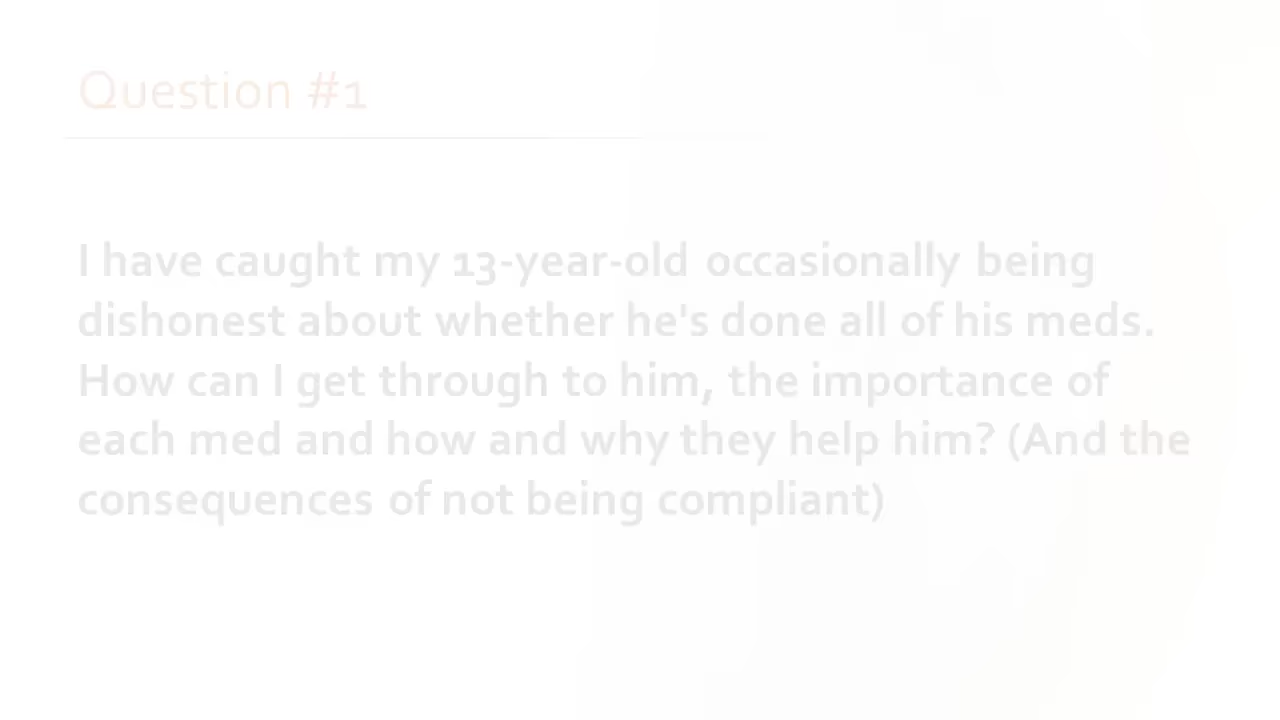 Question #1
I have caught my 13-year-old occasionally being
dishonest about whether he's done all of his meds.
How can I get through to him, the importance of
each med and how and why they help him? (And the
consequences of not being compliant)